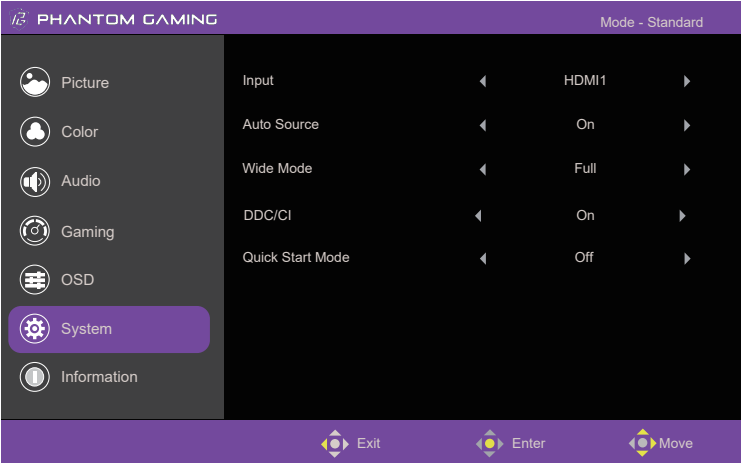 PHANTOM GAMING
Mode - Standard
Picture
Color
Audio
Gaming
OSD
System
Information
Input HDMI1
Auto Source On
Wide Mode Full
DDC/CI On
Quick Start Mode Off
Exit Enter Move